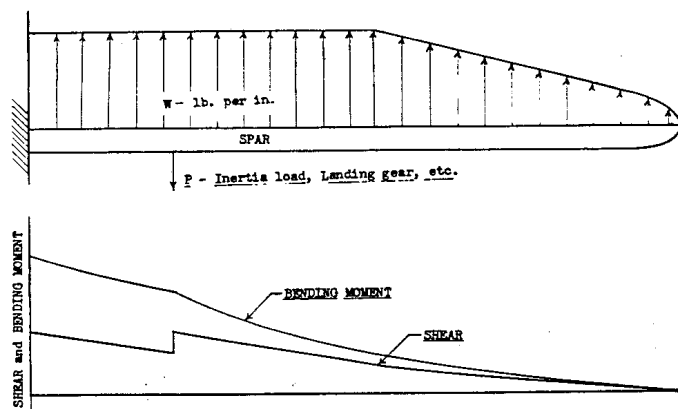 W - lb. per in.
SPAR
P - Inertia load, Landing gear, etc.
SHEAR and BENDING MOMENT
BENDING MOMENT
SHEAR